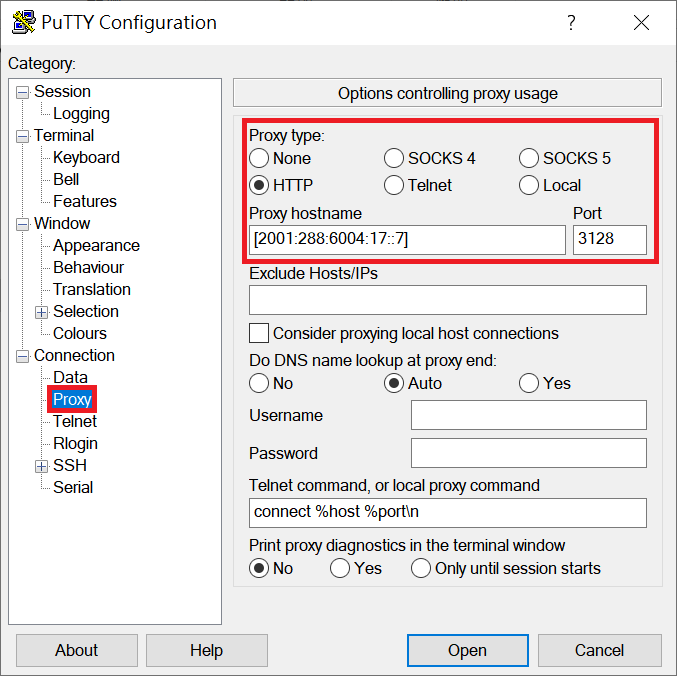 PuTTY Configuration
Category:
Session
Logging
Terminal
Keyboard
Bell
Features
Window
Appearance
Behaviour
Translation
Selection
Colours
Connection
Data
Proxy
Telnet
Rlogin
SSH
Serial
Options controlling proxy usage
Proxy type:
None SOCKS 4 SOCKS 5
HTTP Telnet Local
Proxy hostname Port
[2001:288:6004:17::7] 3128
Exclude Hosts/IPs
Consider proxying local host connections
Do DNS name lookup at proxy end:
No Auto Yes
Username
Password
Telnet command, or local proxy command
connect %host %port\n
Print proxy diagnostics in the terminal window
No Yes Only until session starts
About Help Open Cancel